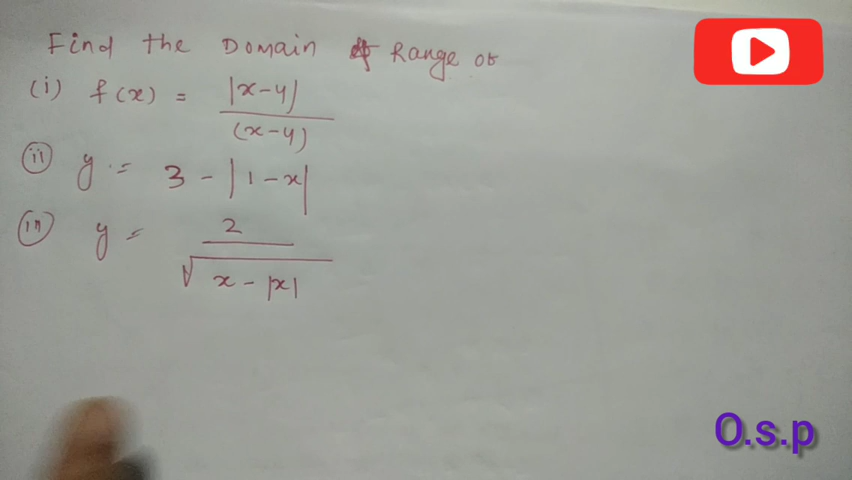 Find the Domain & Range of
(i) f(x) = |x-4| / (x-4)
(ii) y = 3 - |1-x|
(iii) y = 2 / √(x-|x|)
O.s.p